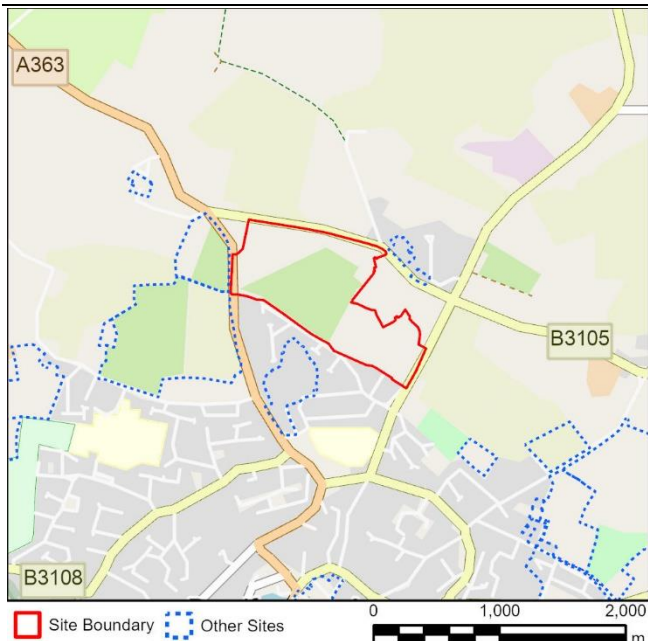 A363
B3105
B3108
Site Boundary
Other Sites
0
1,000
2,000
m